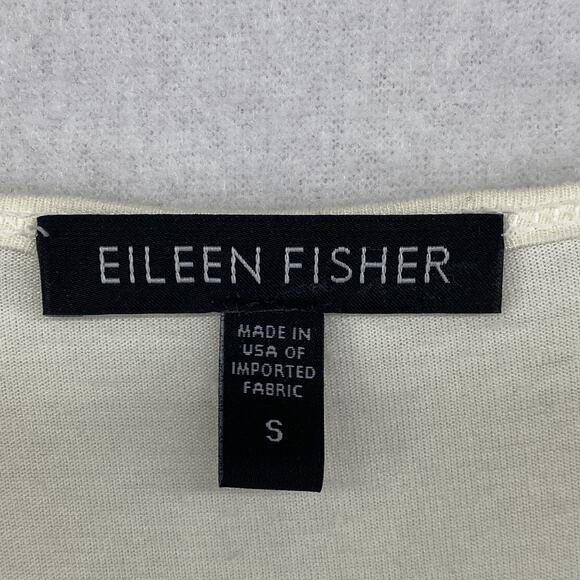 EILEEN FISHER
MADE IN
USA OF
IMPORTED
FABRIC
S